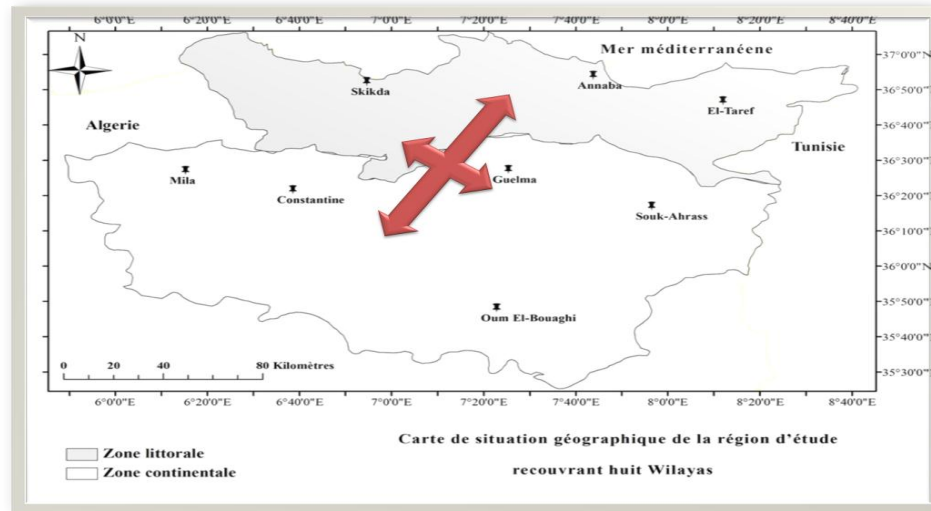 6°0'0"E 6°20'0"E 6°40'0"E 7°0'0"E 7°20'0"E 7°40'0"E 8°0'0"E 8°20'0"E 8°40'0"E
N
Mer méditerranéene
37°0'0"N
Skikda
Annaba
36°50'0"
El-Taref
Algerie
36°40'0"
Tunisie
36°30'0"
Mila
Guelma
Constantine
36°20'0"
Souk-Ahrass
36°10'0"
36°0'0"N
35°50'0"
Oum El-Bouaghi
35°40'0"
0 20 40 80 Kilomètres
35°30'0"
6°0'0"E 6°20'0"E 6°40'0"E 7°0'0"E 7°20'0"E 7°40'0"E 8°0'0"E 8°20'0"E 8°40'0"E
Zone littorale
Zone continentale
Carte de situation géographique de la région d'étude
recouvrant huit Wilayas